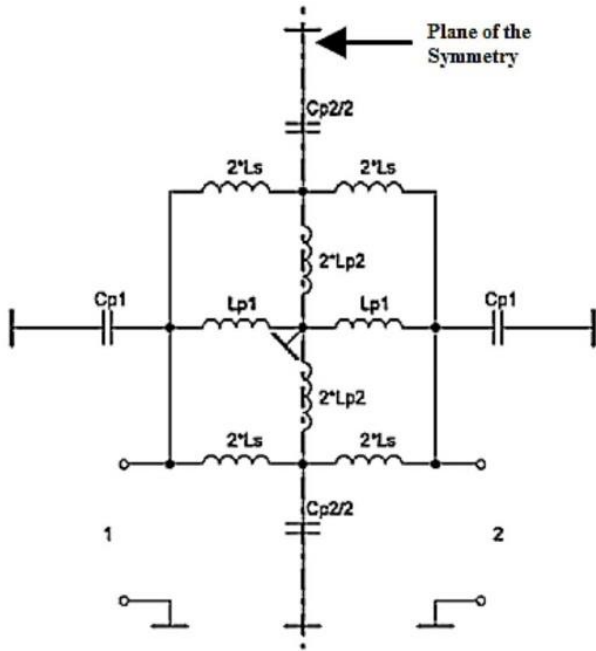 Plane of the
Symmetry
Cp2/2
2*Ls 2*Ls
2*Lp2
Cp1 Lp1 Lp1 Cp1
2*Lp2
2*Ls 2*Ls
Cp2/2
1 2